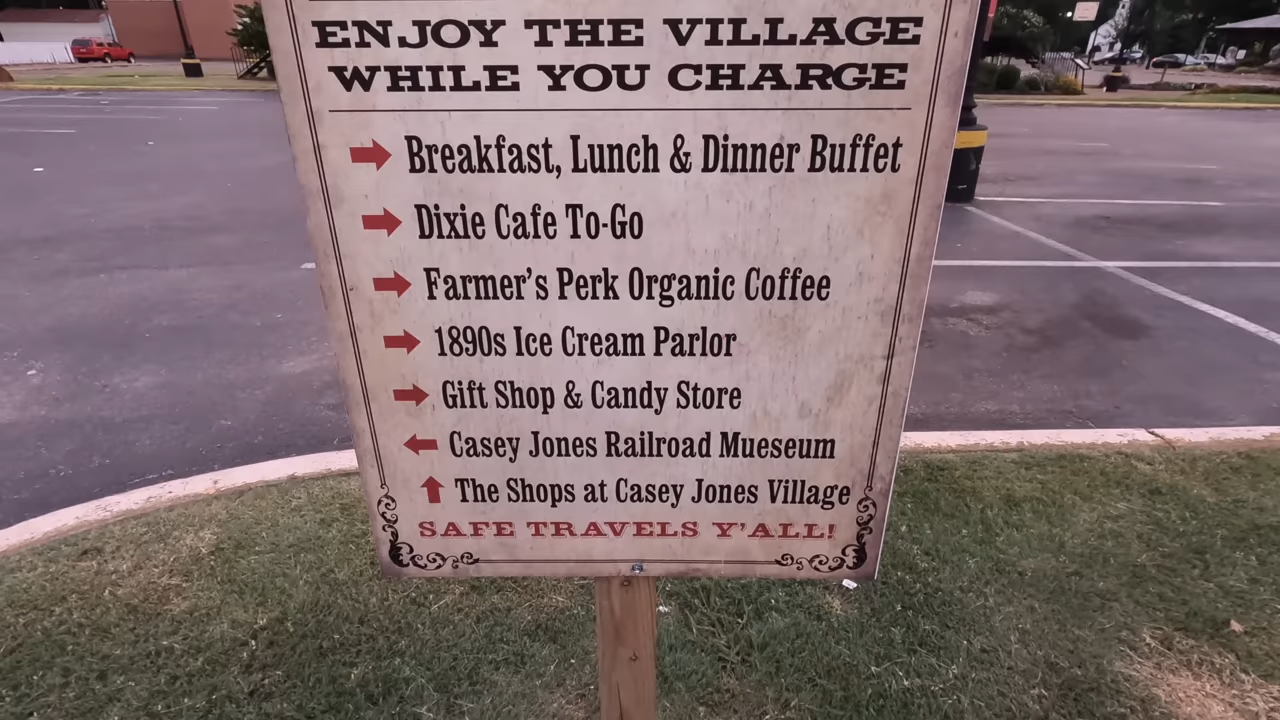 ENJOY THE VILLAGE
WHILE YOU CHARGE
Breakfast, Lunch & Dinner Buffet
Dixie Cafe To-Go
Farmer's Perk Organic Coffee
1890s Ice Cream Parlor
Gift Shop & Candy Store
Casey Jones Railroad Mueseum
The Shops at Casey Jones Village
SAFE TRAVELS Y'ALL!